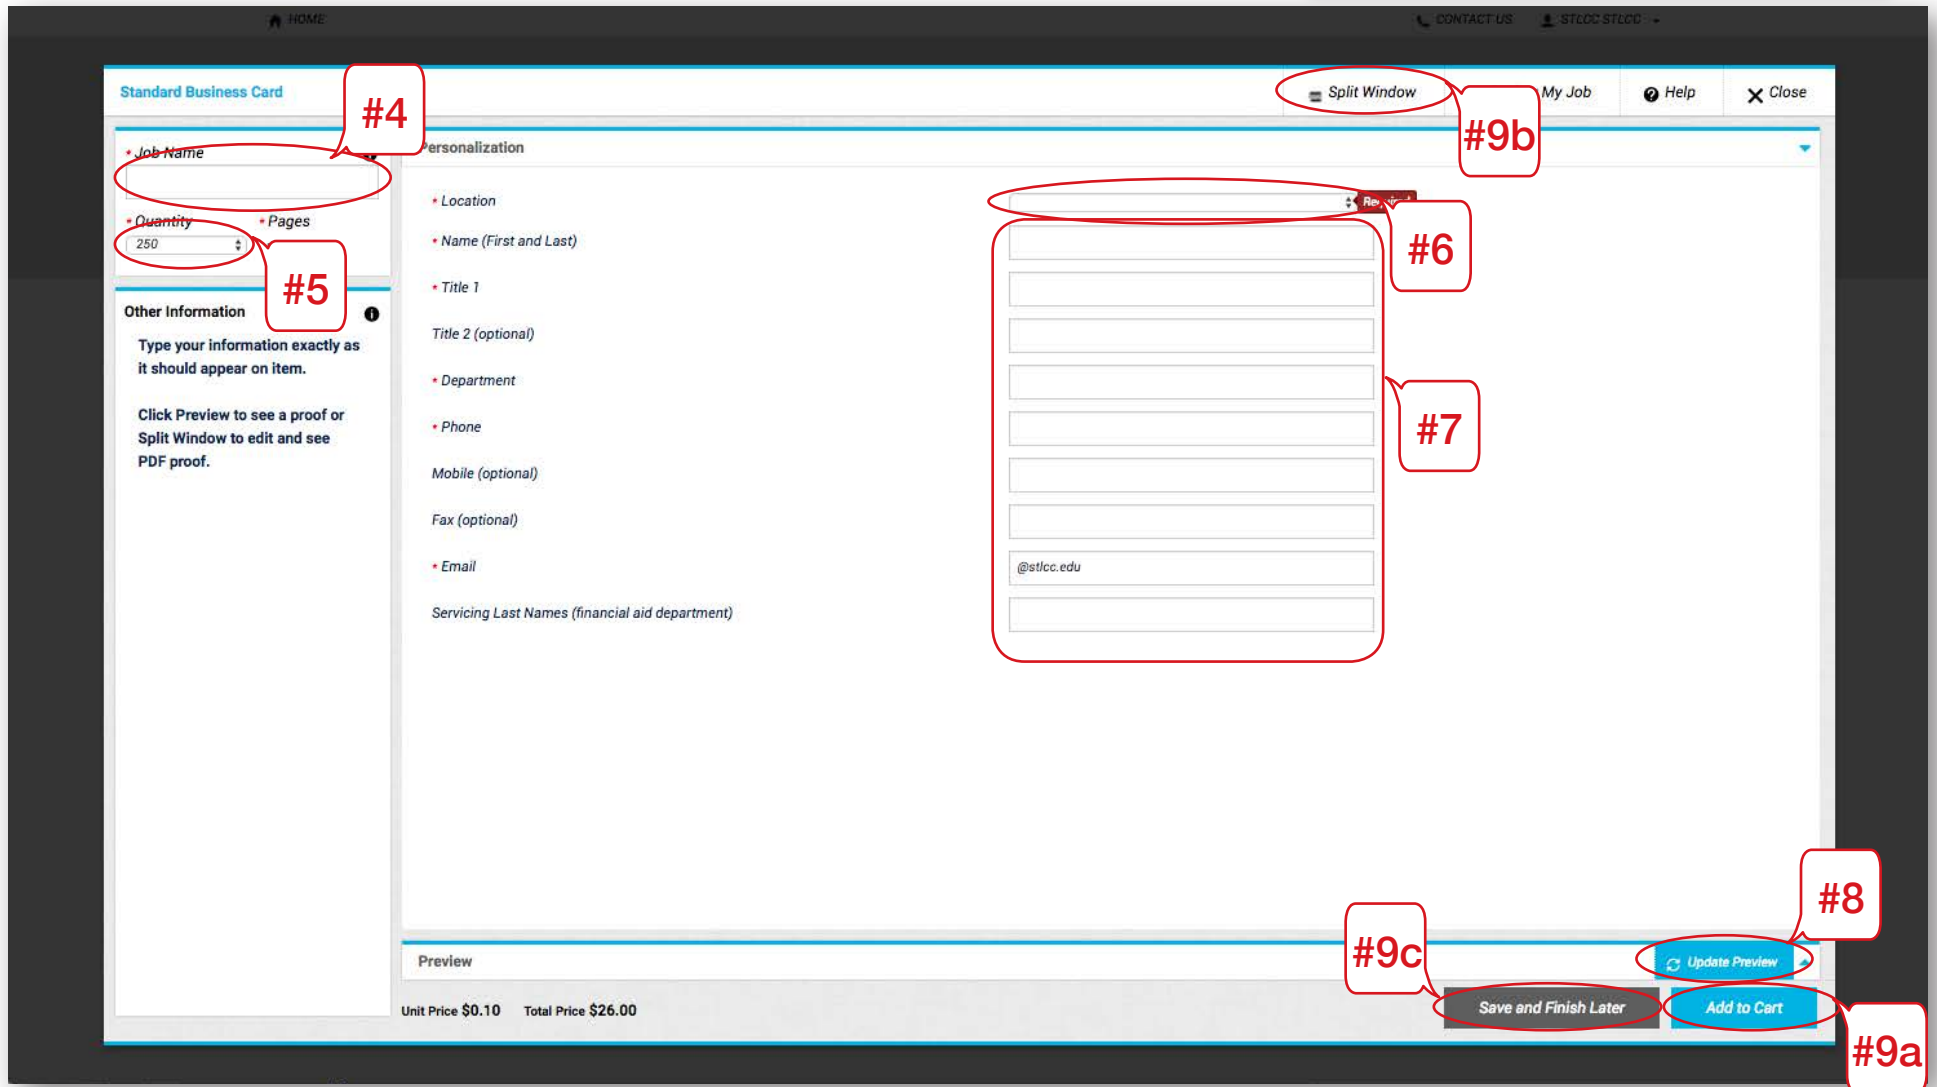 HOME
CONTACT US
STLCC STLCC
Standard Business Card
#4
Split Window
My Job
Help
Close
#9b
* Job Name
Personalization
* Quantity
* Pages
250
#5
* Location
Required
#6
* Name (First and Last)
* Title 1
Title 2 (optional)
* Department
* Phone
#7
Mobile (optional)
Fax (optional)
* Email
@stlcc.edu
Servicing Last Names (financial aid department)
Other Information
Type your information exactly as
it should appear on item.
Click Preview to see a proof or
Split Window to edit and see
PDF proof.
#8
#9c
Preview
Update Preview
Unit Price $0.10 Total Price $26.00
Save and Finish Later
Add to Cart
#9a